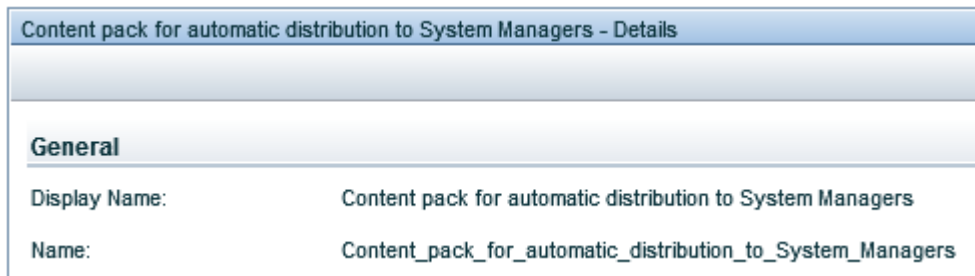 Content pack for automatic distribution to System Managers - Details
General
Display Name: Content pack for automatic distribution to System Managers
Name: Content_pack_for_automatic_distribution_to_System_Managers